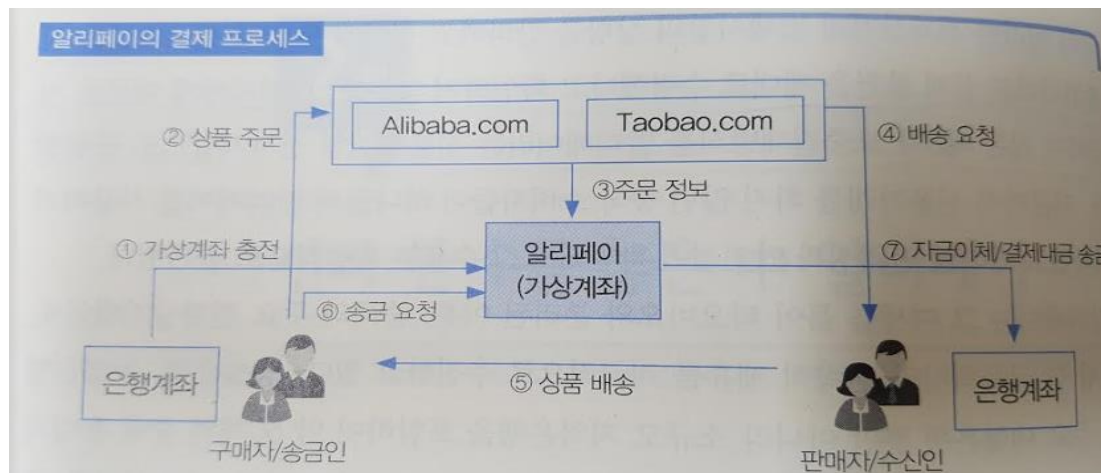 알리페이의 결제 프로세스
② 상품 주문
Alibaba.com
Taobao.com
④ 배송 요청
③주문 정보
① 가상계좌 충전
알리페이
(가상계좌)
⑦ 자금이체/결제대금 송금
⑥ 송금 요청
은행계좌
⑤ 상품 배송
은행계좌
구매자/송금인
판매자/수신인